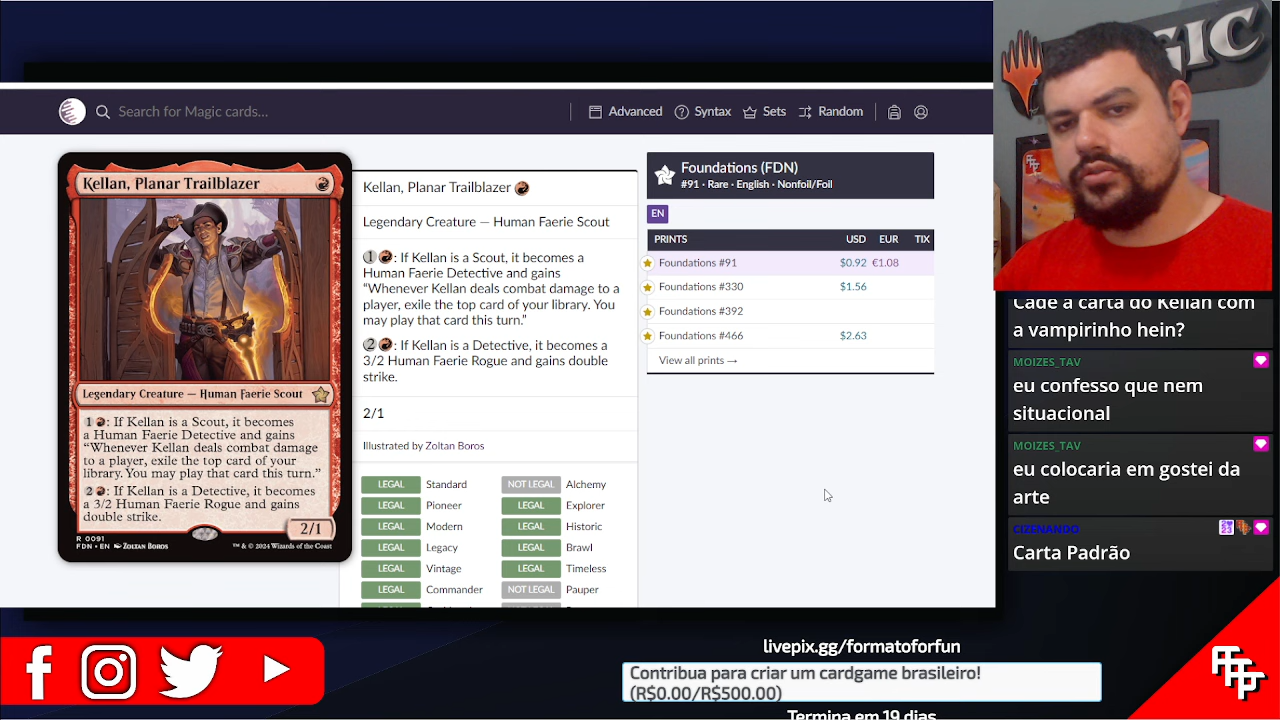 Search for Magic cards...
Advanced
Syntax
Sets
Random
Kellan, Planar Trailblazer
Legendary Creature — Human Faerie Scout
1: If Kellan is a Scout, it becomes
a Human Faerie Detective and gains
“Whenever Kellan deals combat damage
to a player, exile the top card of your
library. You may play that card this turn.”
2: If Kellan is a Detective, it becomes
a 3/2 Human Faerie Rogue and gains
double strike.
2/1
R 0091
FDN • EN ZOLTAN BOROS
™ & © 2024 Wizards of the Coast
Kellan, Planar Trailblazer
Legendary Creature — Human Faerie Scout
1: If Kellan is a Scout, it becomes a
Human Faerie Detective and gains
“Whenever Kellan deals combat damage to a
player, exile the top card of your library. You
may play that card this turn.”
2: If Kellan is a Detective, it becomes a
3/2 Human Faerie Rogue and gains double
strike.
2/1
Illustrated by Zoltan Boros
LEGAL Standard NOT LEGAL Alchemy
LEGAL Pioneer LEGAL Explorer
LEGAL Modern LEGAL Historic
LEGAL Legacy LEGAL Brawl
LEGAL Vintage LEGAL Timeless
LEGAL Commander NOT LEGAL Pauper
Foundations (FDN)
#91 · Rare · English · Nonfoil/Foil
EN
PRINTS USD EUR TIX
Foundations #91 $0.92 €1.08
Foundations #330 $1.56
Foundations #392
Foundations #466 $2.63
View all prints →
GIC
Cadê a carta do Kellan com
a vampirinho hein?
MOIZES_TAV
eu confesso que nem
situacional
MOIZES_TAV
eu colocaria em gostei da
arte
CIZENANDO
Carta Padrão
livepix.gg/formatoforfun
Contribua para criar um cardgame brasileiro!
(R$0.00/R$500.00)
Termina em 19 dias
FFF